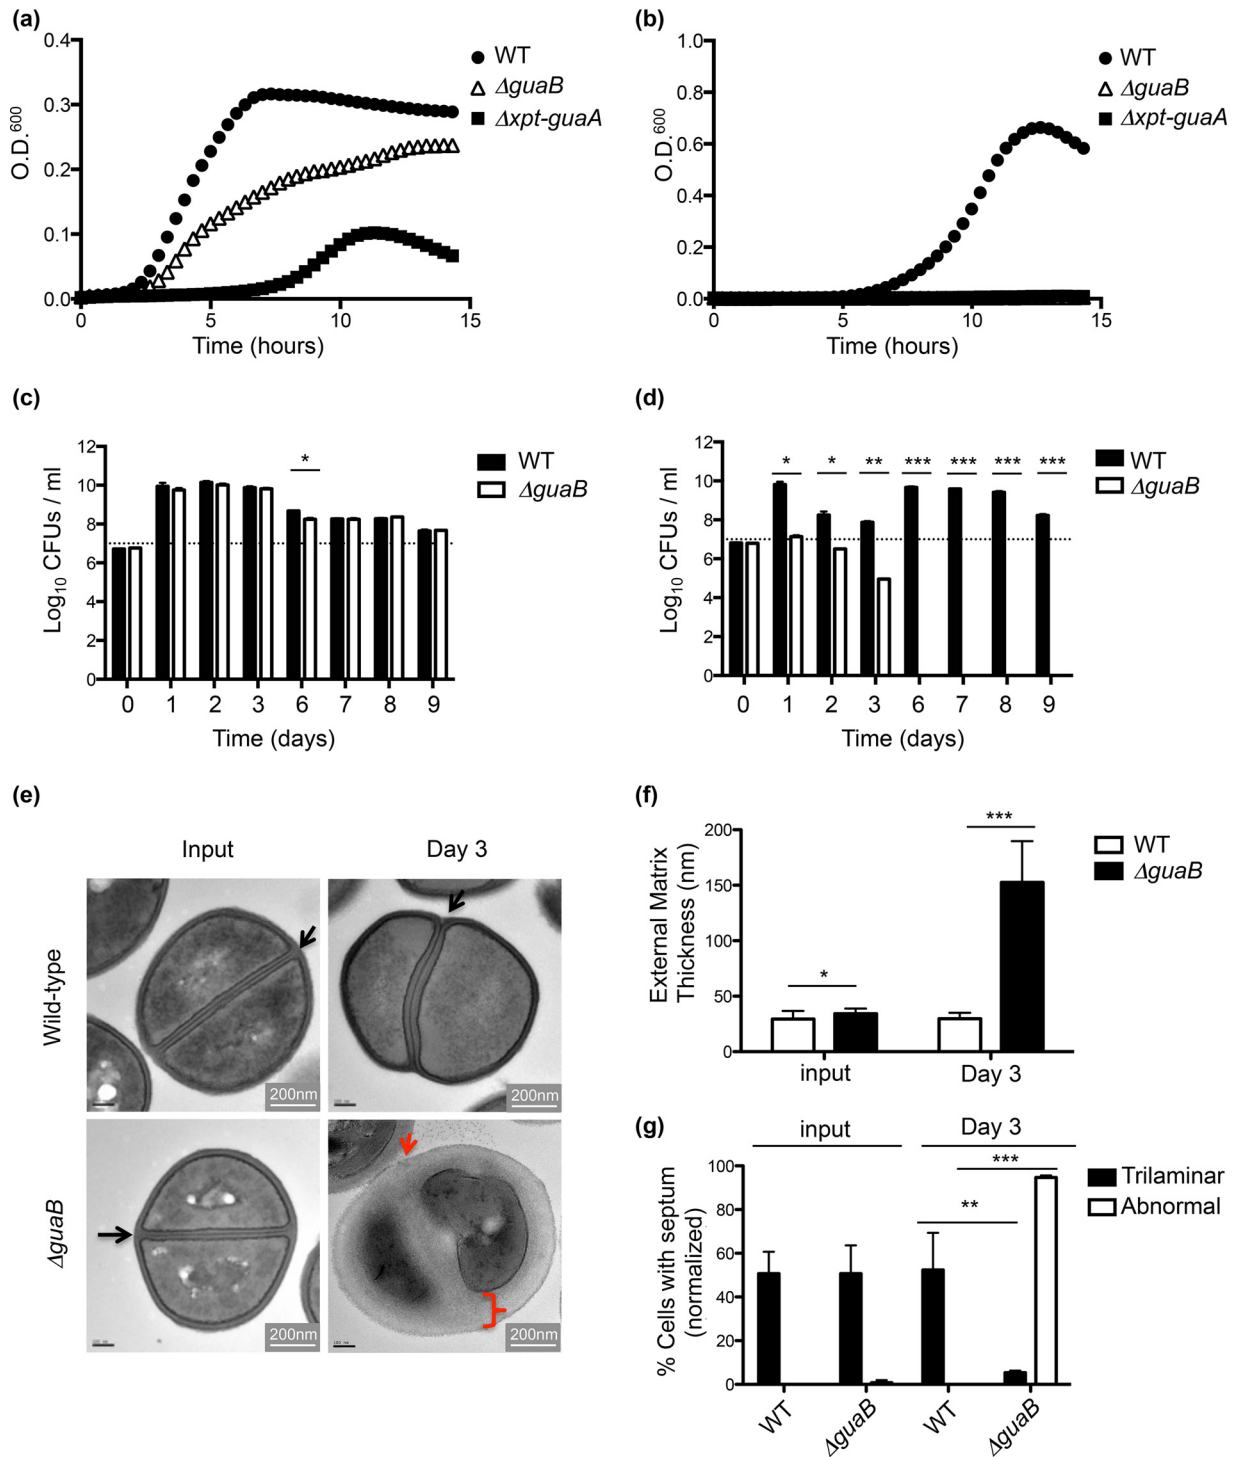 (a)
0.4
0.3
0.2
0.1
0.0
O.D.600
0
5
10
15
Time (hours)
WT
ΔguaB
Δxpt-guaA
(b)
1.0
0.8
0.6
0.4
0.2
0.0
O.D.600
0
5
10
15
Time (hours)
WT
ΔguaB
Δxpt-guaA
(c)
12
10
8
6
4
2
0
Log10 CFUs / ml
*
0 1 2 3 6 7 8 9
Time (days)
WT
ΔguaB
(d)
12
10
8
6
4
2
0
Log10 CFUs / ml
* * ** *** *** *** ***
0 1 2 3 6 7 8 9
Time (days)
WT
ΔguaB
(e)
Input
Day 3
Wild-type
200nm
200nm
ΔguaB
200nm
200nm
(f)
200
150
100
50
0
External Matrix
Thickness (nm)
*
***
input
Day 3
WT
ΔguaB
(g)
input
Day 3
100
80
60
40
20
0
% Cells with septum
(normalized)
***
**
WT
ΔguaB
WT
ΔguaB
Trilaminar
Abnormal